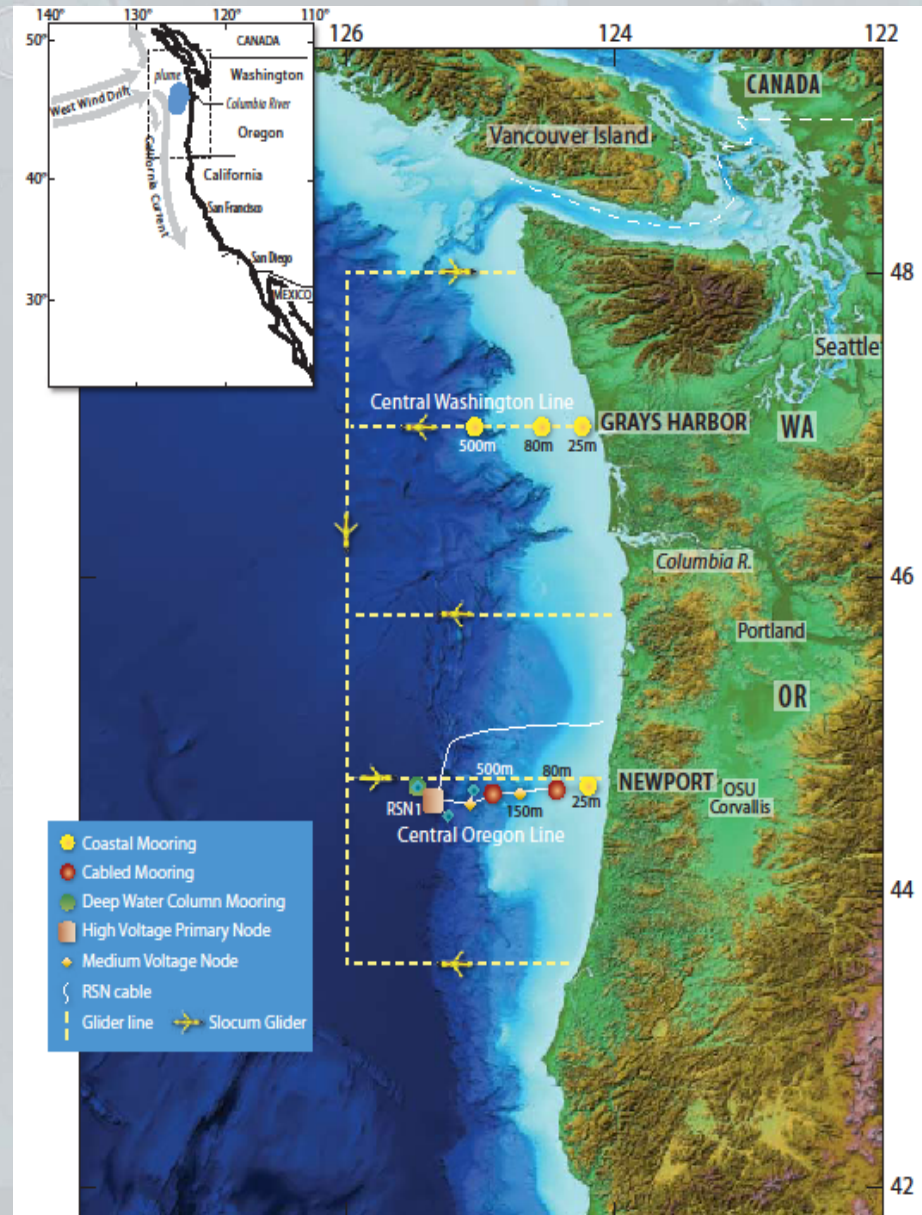 140°
130°
120°
110°
50°
40°
30°
CANADA
Washington
plume
Columbia River
West Wind Drift
Oregon
California
California Current
San Francisco
San Diego
MEXICO
126
124
122
CANADA
Vancouver Island
48
Seattle
Central Washington Line
GRAYS HARBOR
WA
500m
80m
25m
46
Columbia R.
Portland
OR
500m
80m
NEWPORT
OSU
Corvallis
RSN1
150m
25m
Central Oregon Line
44
Coastal Mooring
Cabled Mooring
Deep Water Column Mooring
High Voltage Primary Node
Medium Voltage Node
RSN cable
Glider line
Slocum Glider
42